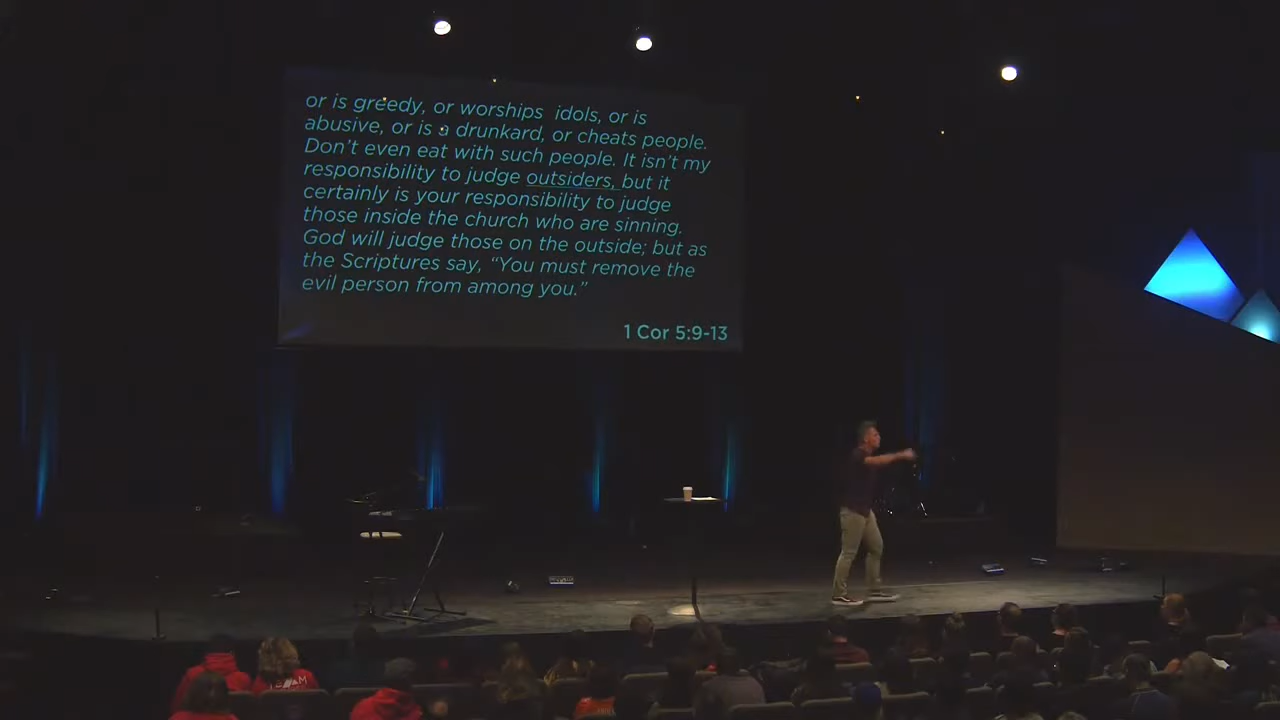 or is greedy, or worships idols, or is
abusive, or is a drunkard, or cheats people.
Don't even eat with such people. It isn't my
responsibility to judge outsiders, but it
certainly is your responsibility to judge
those inside the church who are sinning.
God will judge those on the outside; but as
the Scriptures say, “You must remove the
evil person from among you.”
1 Cor 5:9-13